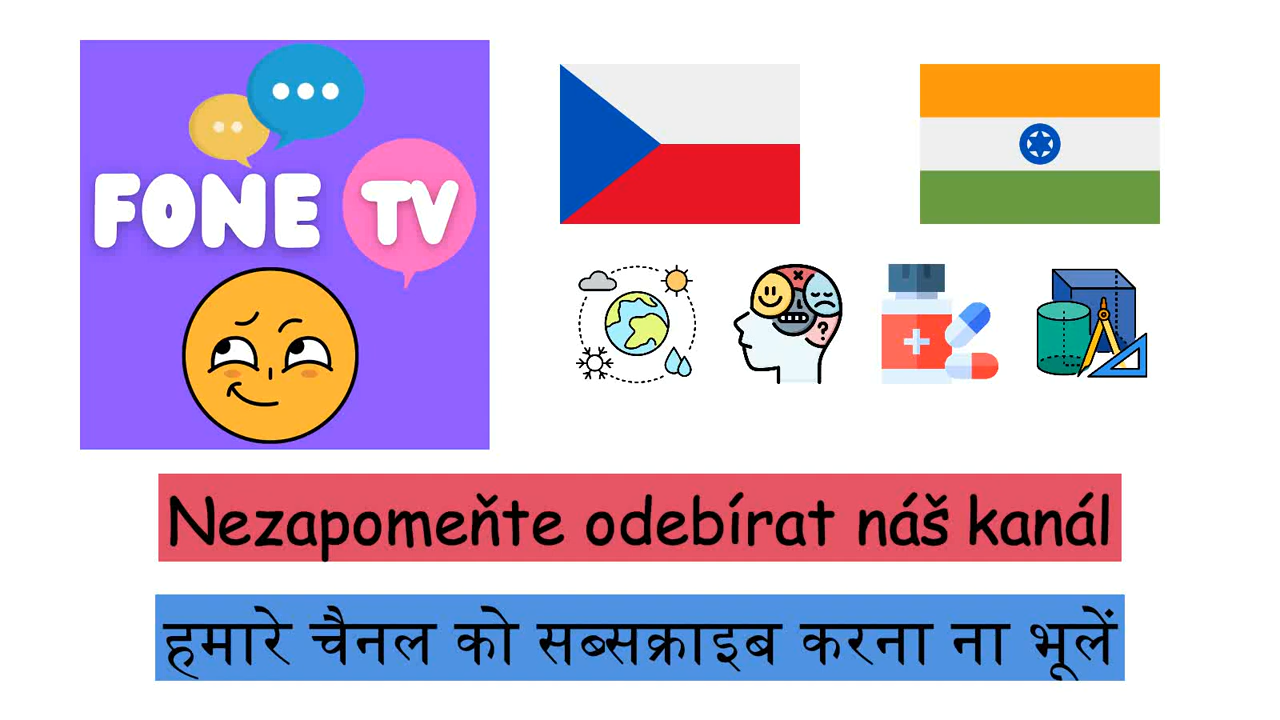 FONE TV
Nezapomeňte odebírat náš kanál
हमारे चैनल को सब्सक्राइब करना ना भूलें